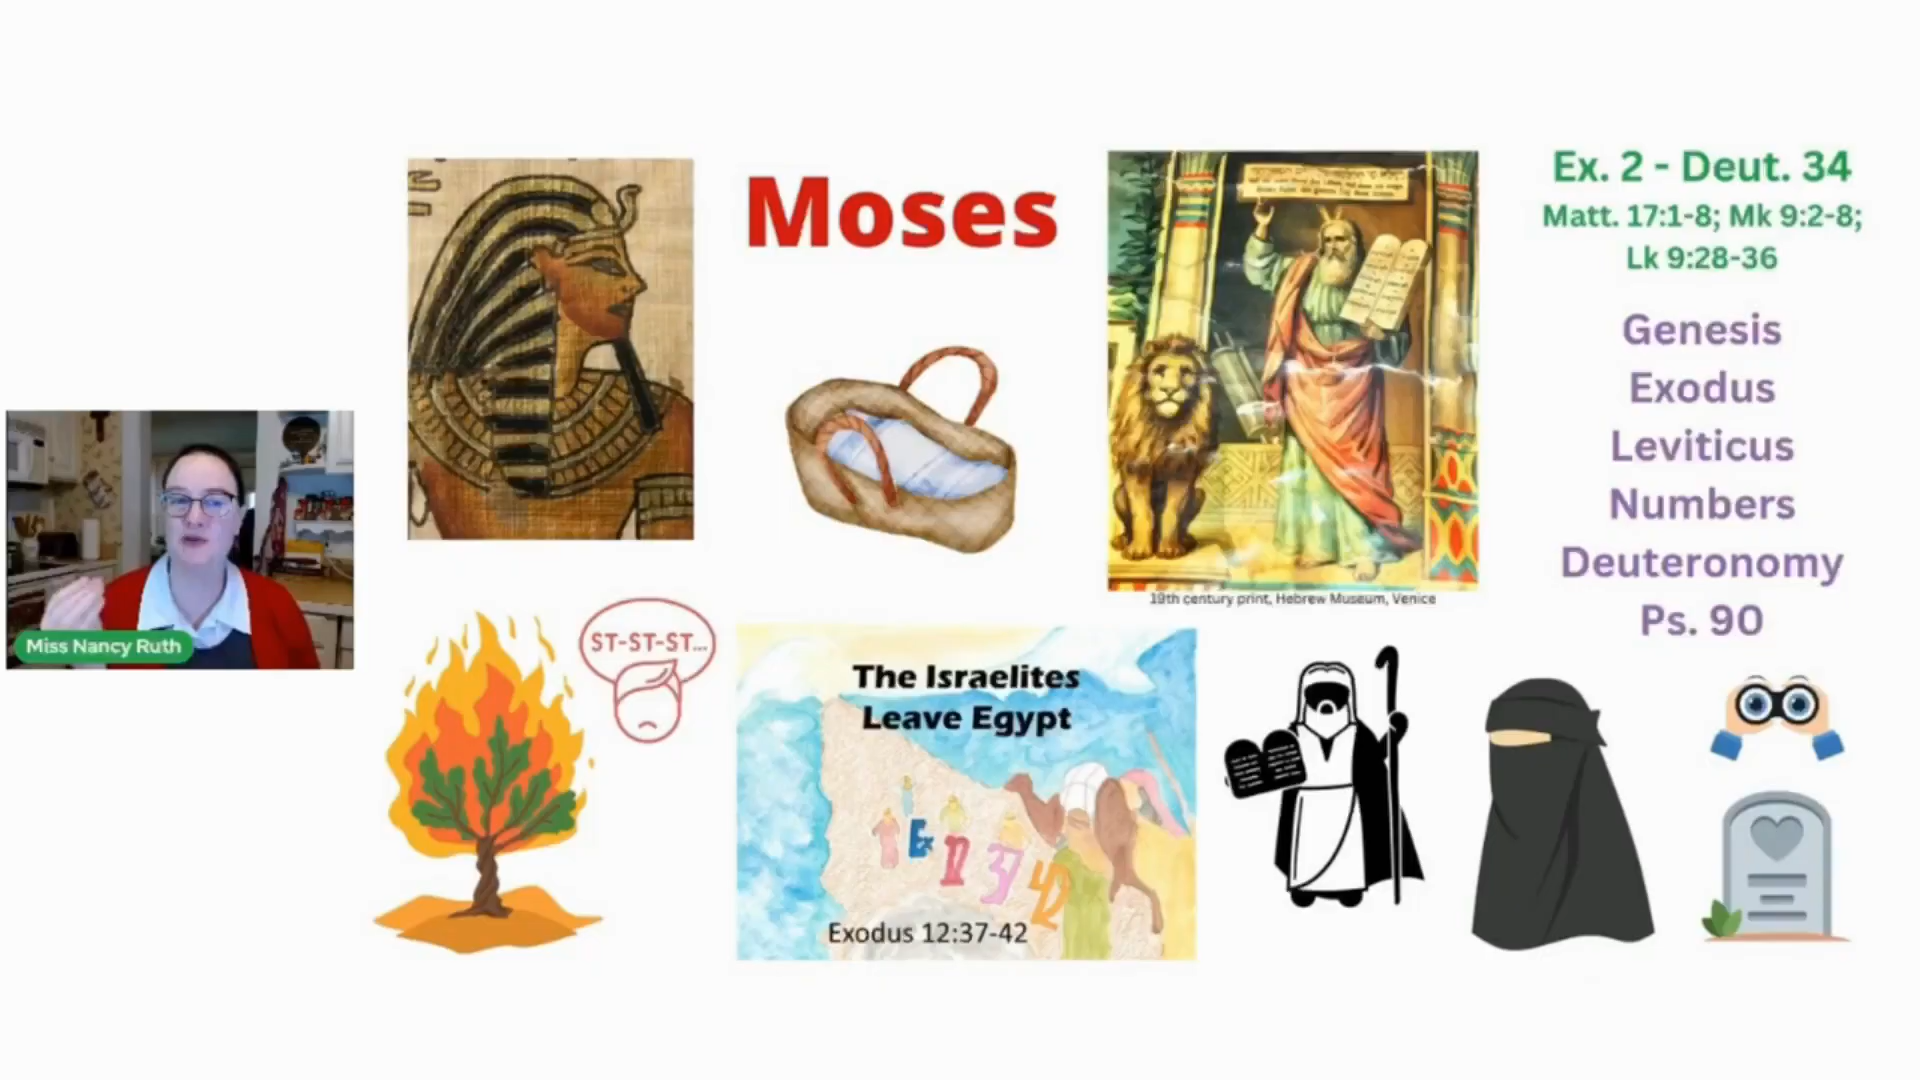 Moses
Ex. 2 - Deut. 34
Matt. 17:1-8; Mk 9:2-8;
Lk 9:28-36
Genesis
Exodus
Leviticus
Numbers
Deuteronomy
Ps. 90
19th century print, Hebrew Museum, Venice
Miss Nancy Ruth
ST-ST-ST...
The Israelites
Leave Egypt
Exodus 12:37-42